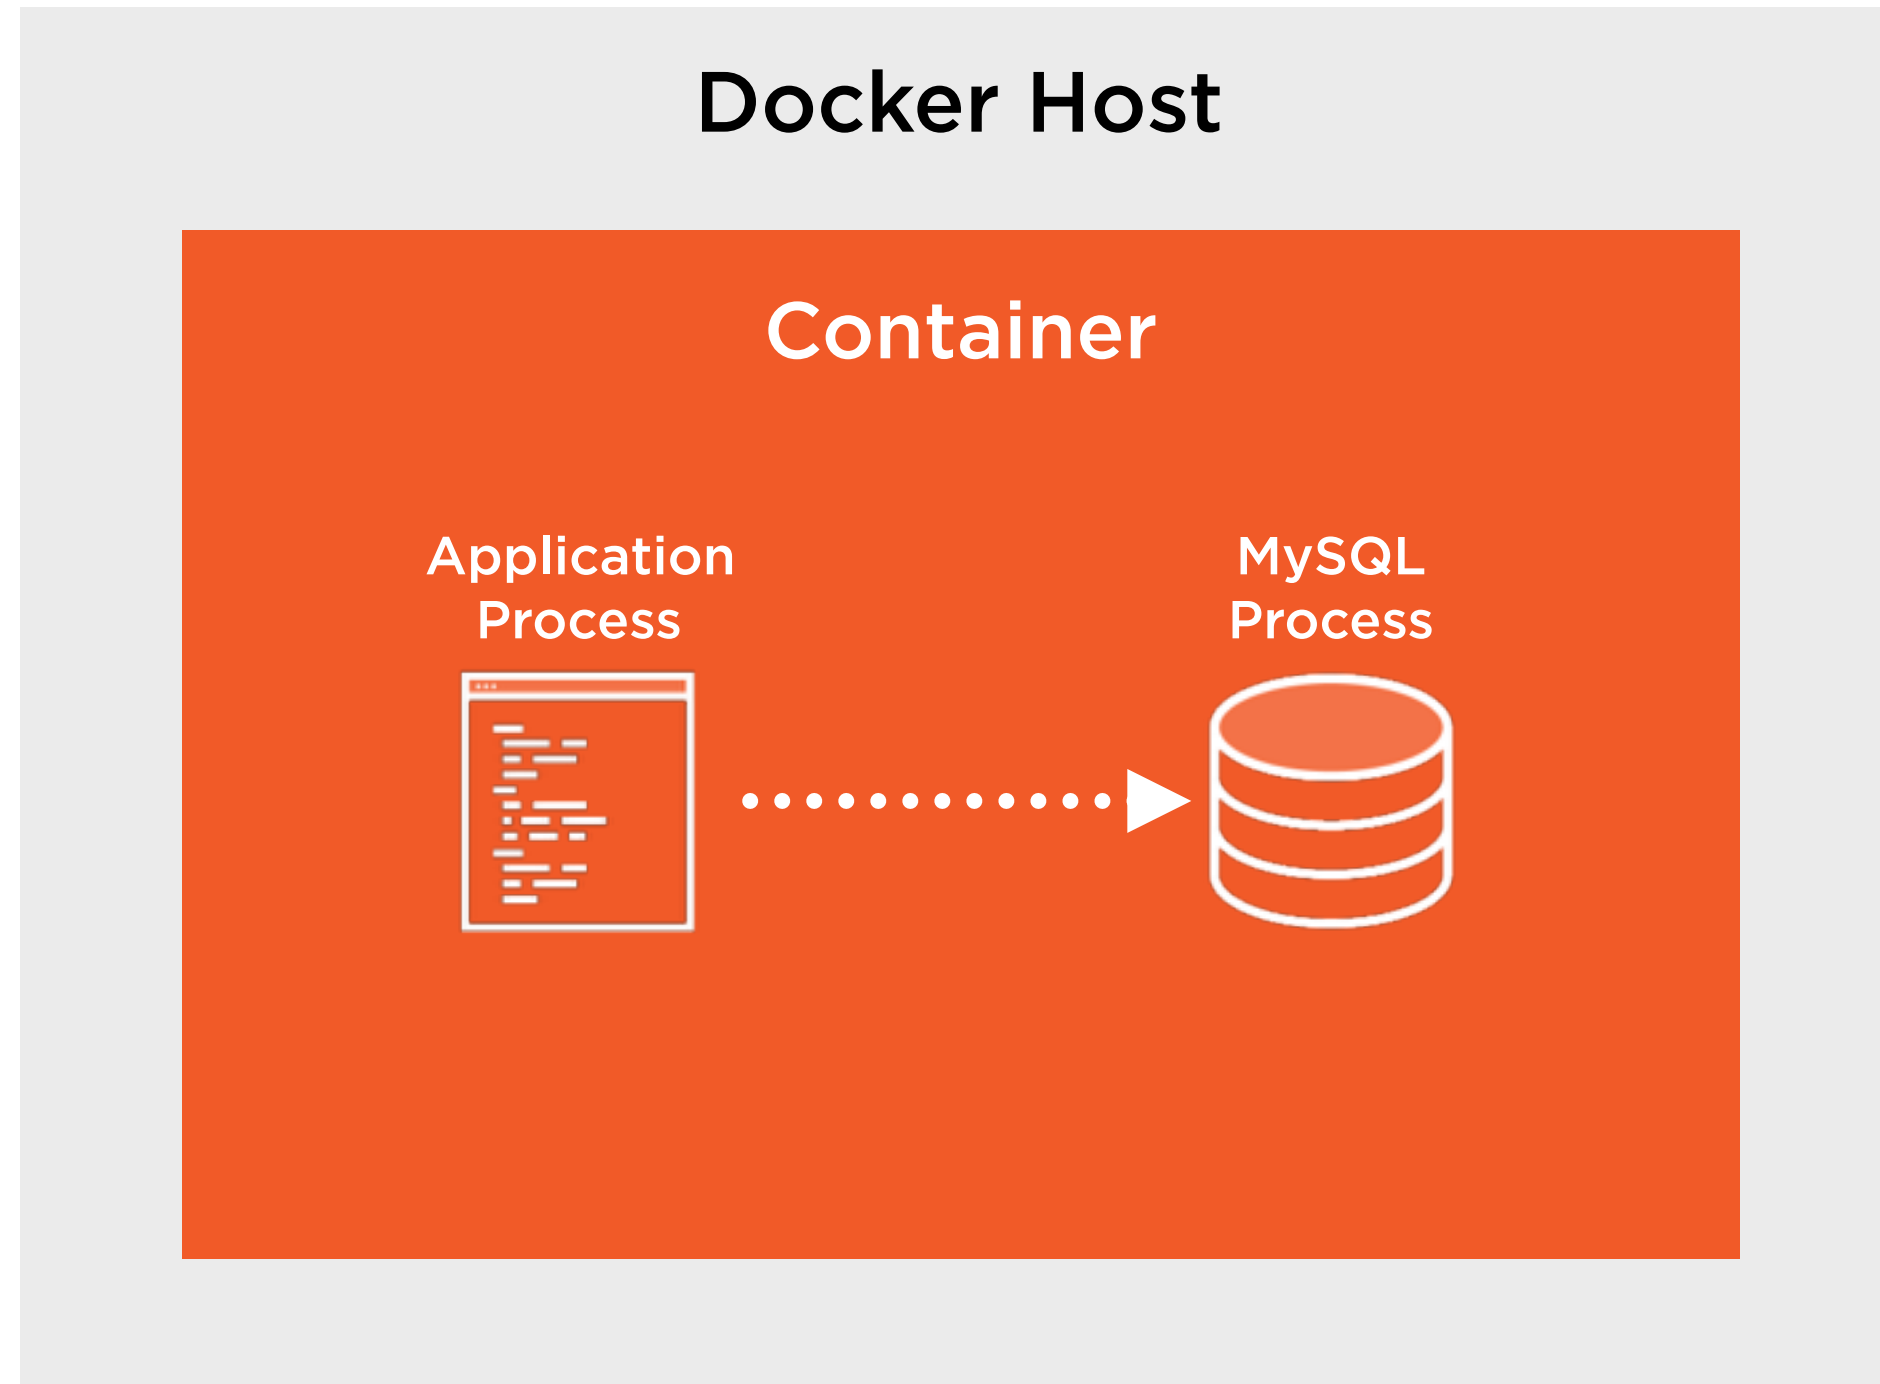 Docker Host
Container
Application
Process
MySQL
Process